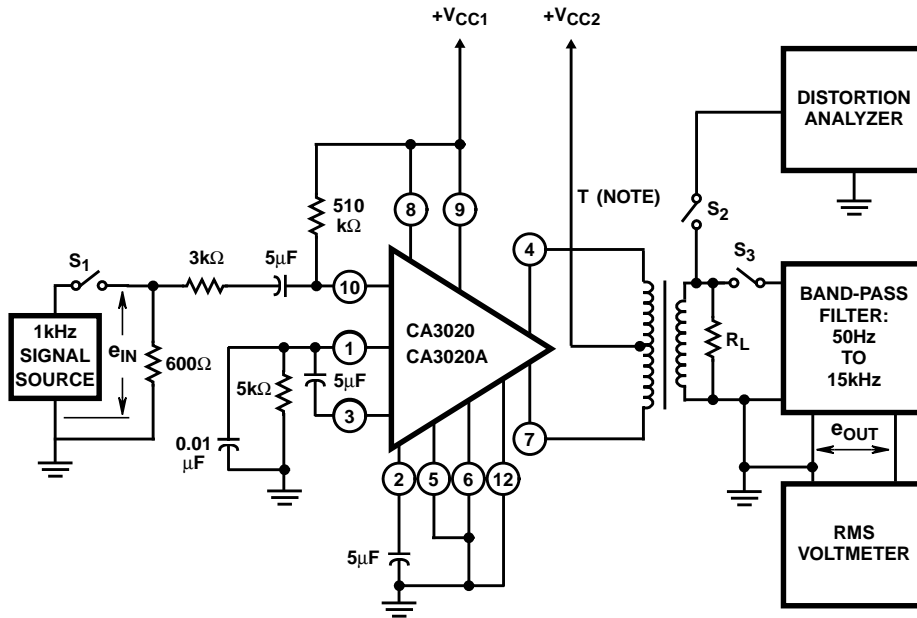 +VCC1
+VCC2
DISTORTION
ANALYZER
T (NOTE)
S2
510
kΩ
8
9
4
S1
3kΩ
5µF
10
S3
1kHz
SIGNAL
SOURCE
eIN
600Ω
CA3020
CA3020A
RL
BAND-PASS
FILTER:
50Hz
TO
15kHz
1
5kΩ
5µF
3
0.01
µF
7
eOUT
2
5
6
12
5µF
RMS
VOLTMETER